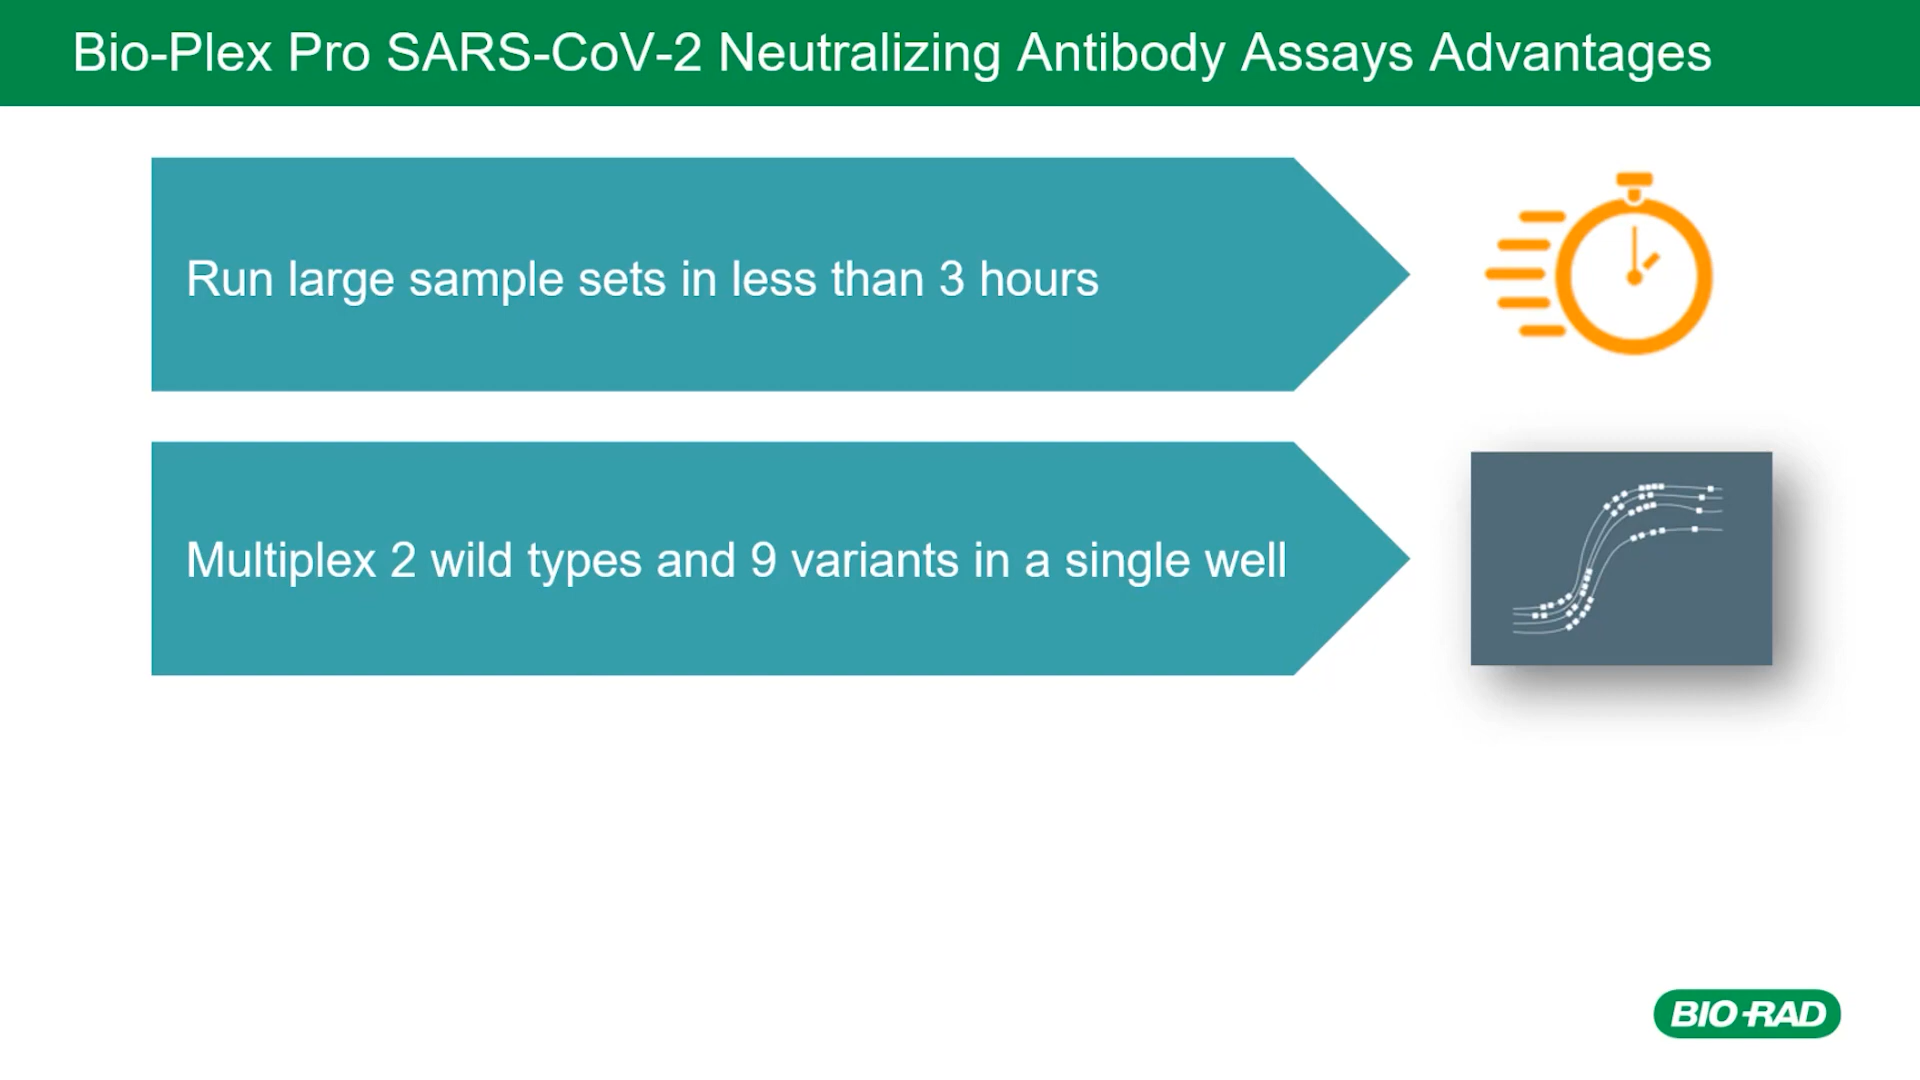 Bio-Plex Pro SARS-CoV-2 Neutralizing Antibody Assays Advantages
Run large sample sets in less than 3 hours
Multiplex 2 wild types and 9 variants in a single well
BIO-RAD